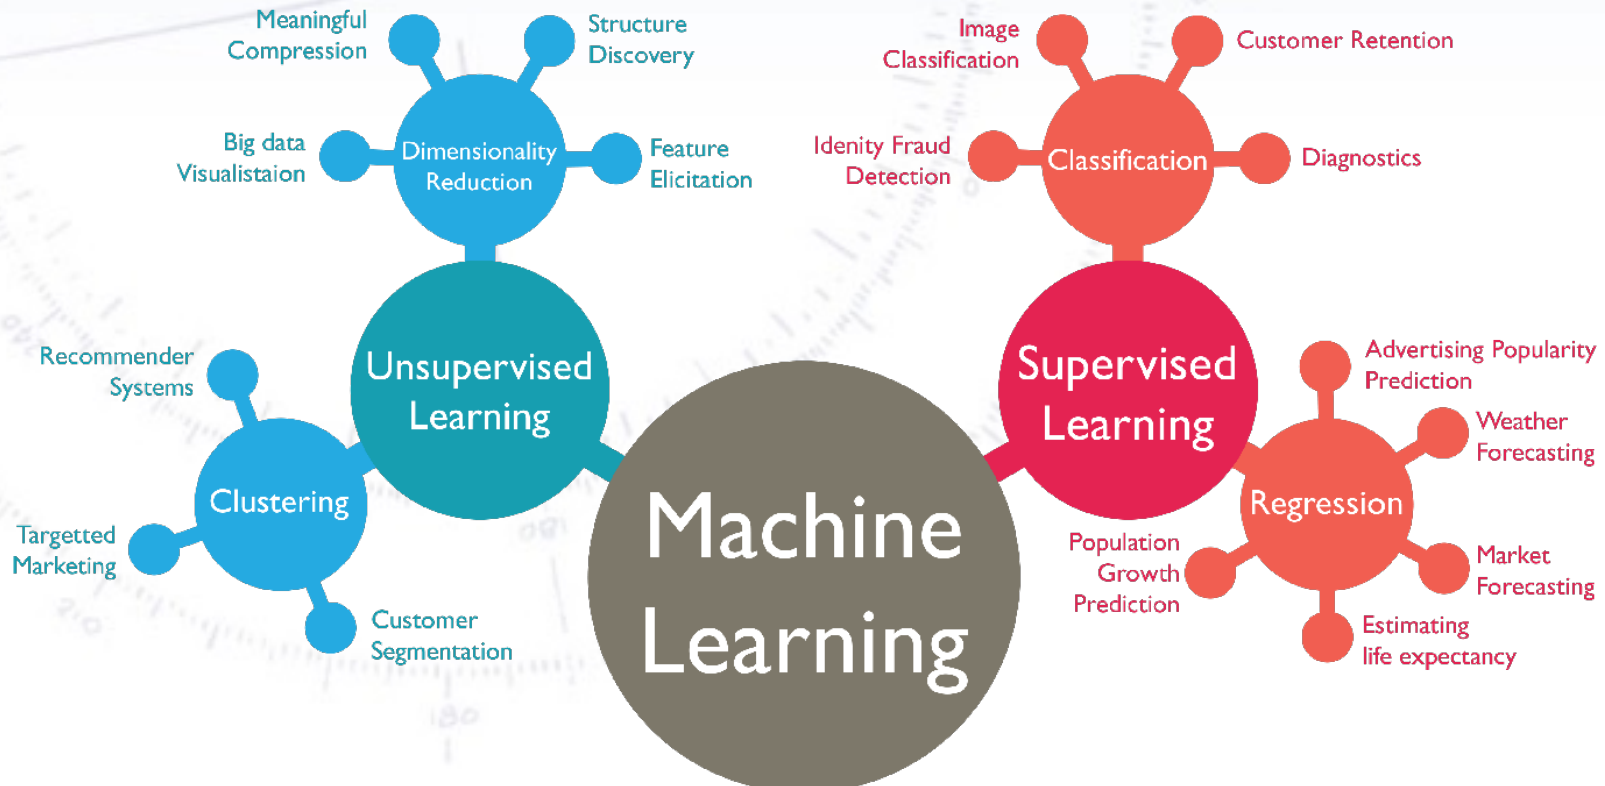 Meaningful
Compression
Structure
Discovery
Big data
Visualistaion
Dimensionality
Reduction
Feature
Elicitation
Image
Classification
Customer Retention
Idenity Fraud
Detection
Classification
Diagnostics
Unsupervised
Learning
Supervised
Learning
Recommender
Systems
Clustering
Targetted
Marketing
Customer
Segmentation
Machine
Learning
Advertising Popularity
Prediction
Weather
Forecasting
Regression
Population
Growth
Prediction
Market
Forecasting
Estimating
life expectancy
180
210